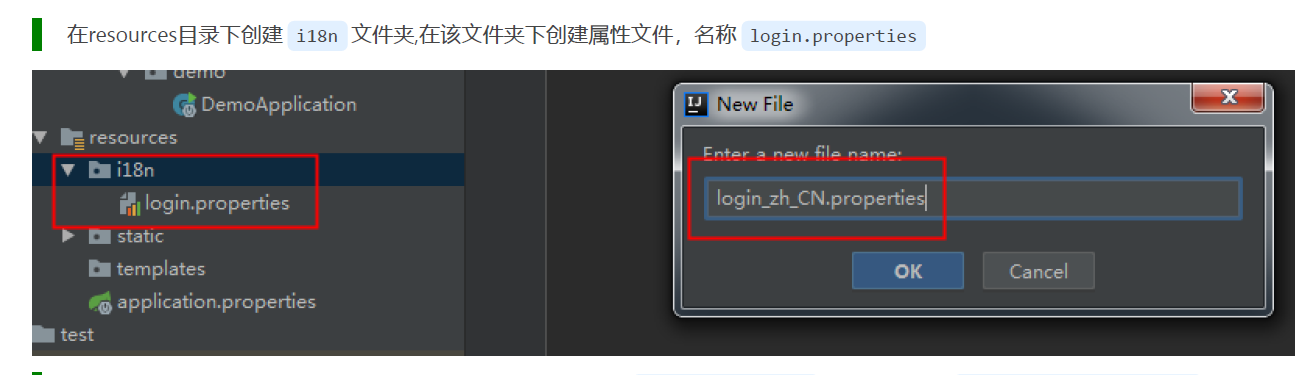 在resources目录下创建 i18n 文件夹,在该文件夹下创建属性文件，名称 login.properties
demo
DemoApplication
resources
i18n
login.properties
static
templates
application.properties
test
New File
Enter a new file name:
login_zh_CN.properties
OK
Cancel